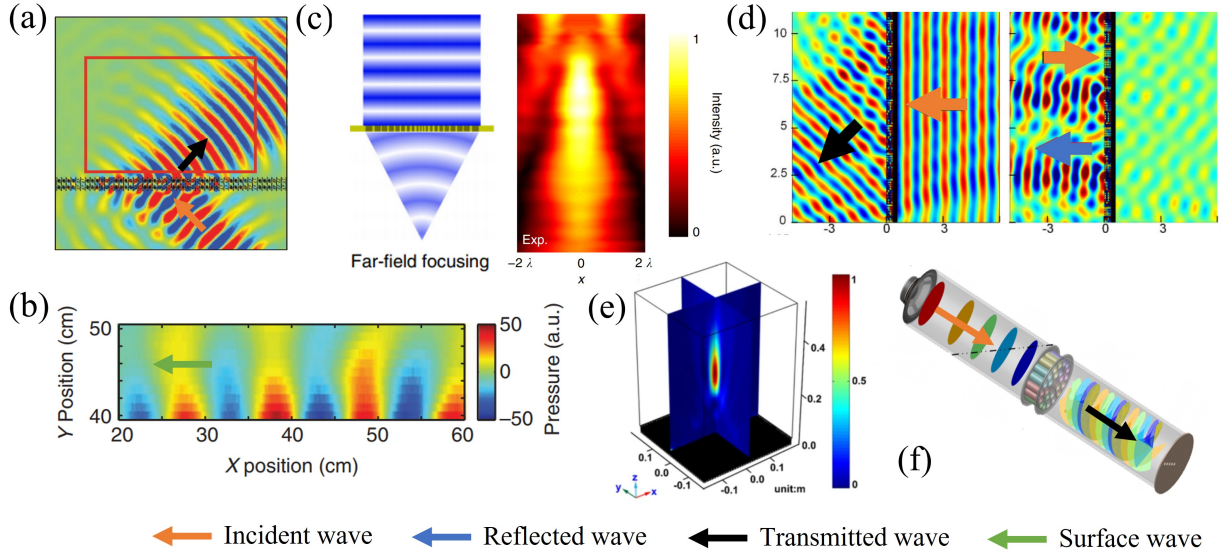 (a)
(c)
Far-field focusing
Exp.
−2 λ
0
2 λ
x
1
0
Intensity (a.u.)
(d)
10
7.5
5
2.5
0
-3
0
3
-3
0
3
(b)
Y Position (cm)
50
40
20
30
40
50
60
X position (cm)
50
0
−50
Pressure (a.u.)
(e)
0.4
0.2
0.0
0.1
0.0
-0.1
-0.1
0.0
0.1
unit:m
z
y
x
1
0.5
0
(f)
Incident wave
Reflected wave
Transmitted wave
Surface wave